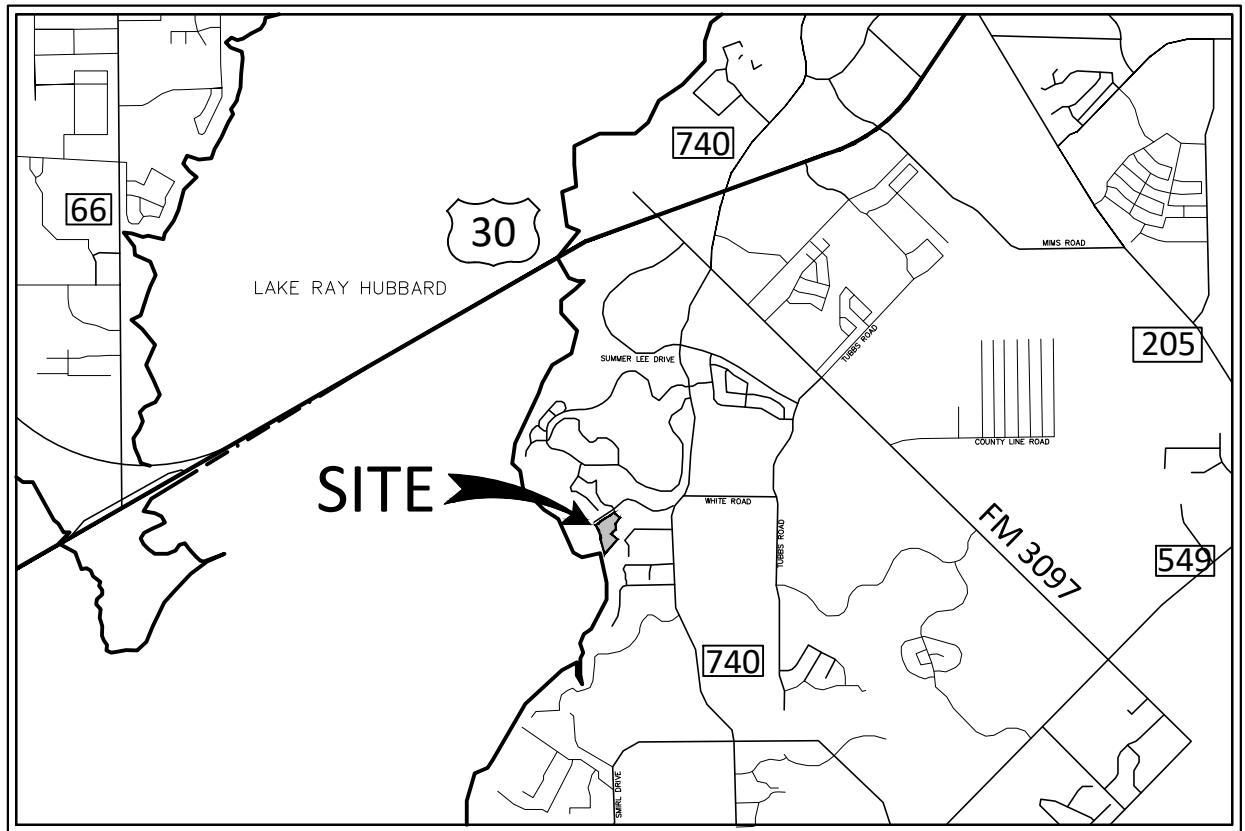 740
66
30
MIMS ROAD
LAKE RAY HUBBARD
205
TUBBS ROAD
SUMMER LEE DRIVE
COUNTY LINE ROAD
SITE
WHITE ROAD
TUBBS ROAD
FM 3097
549
740
SMIRL DRIVE